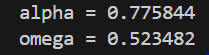 alpha = 0.775844
omega = 0.523482